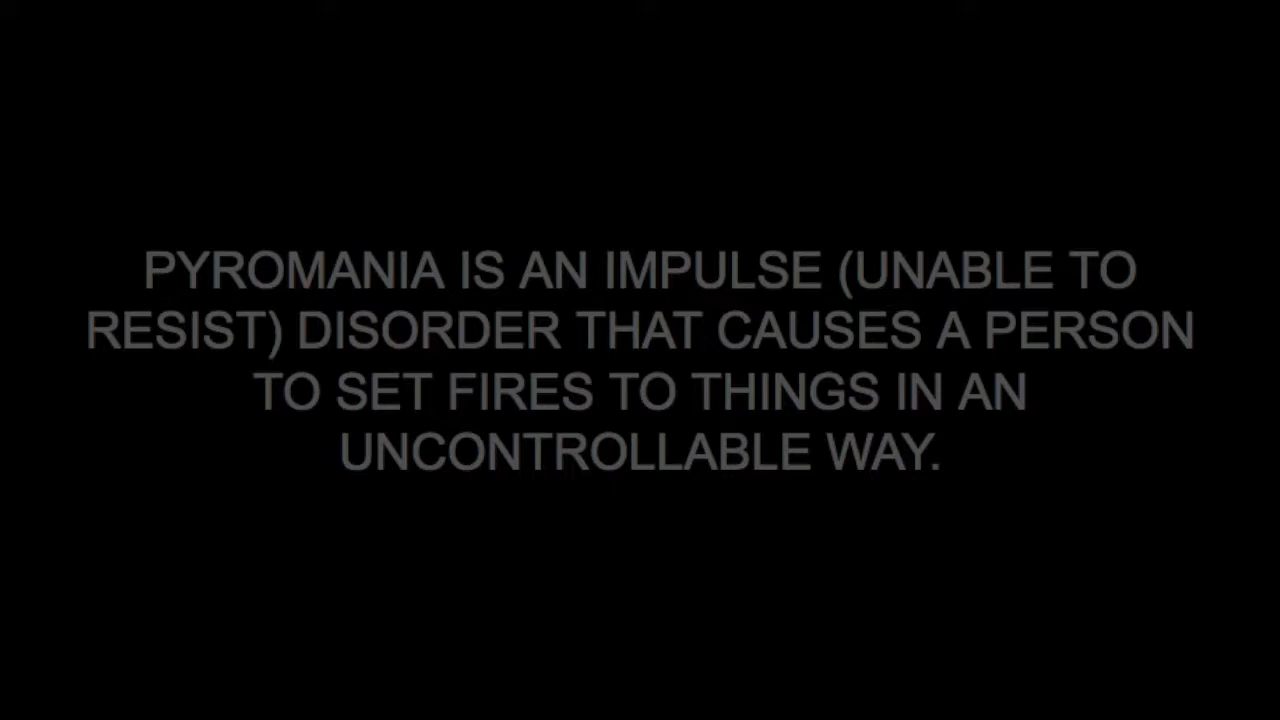 PYROMANIA IS AN IMPULSE (UNABLE TO
RESIST) DISORDER THAT CAUSES A PERSON
TO SET FIRES TO THINGS IN AN
UNCONTROLLABLE WAY.